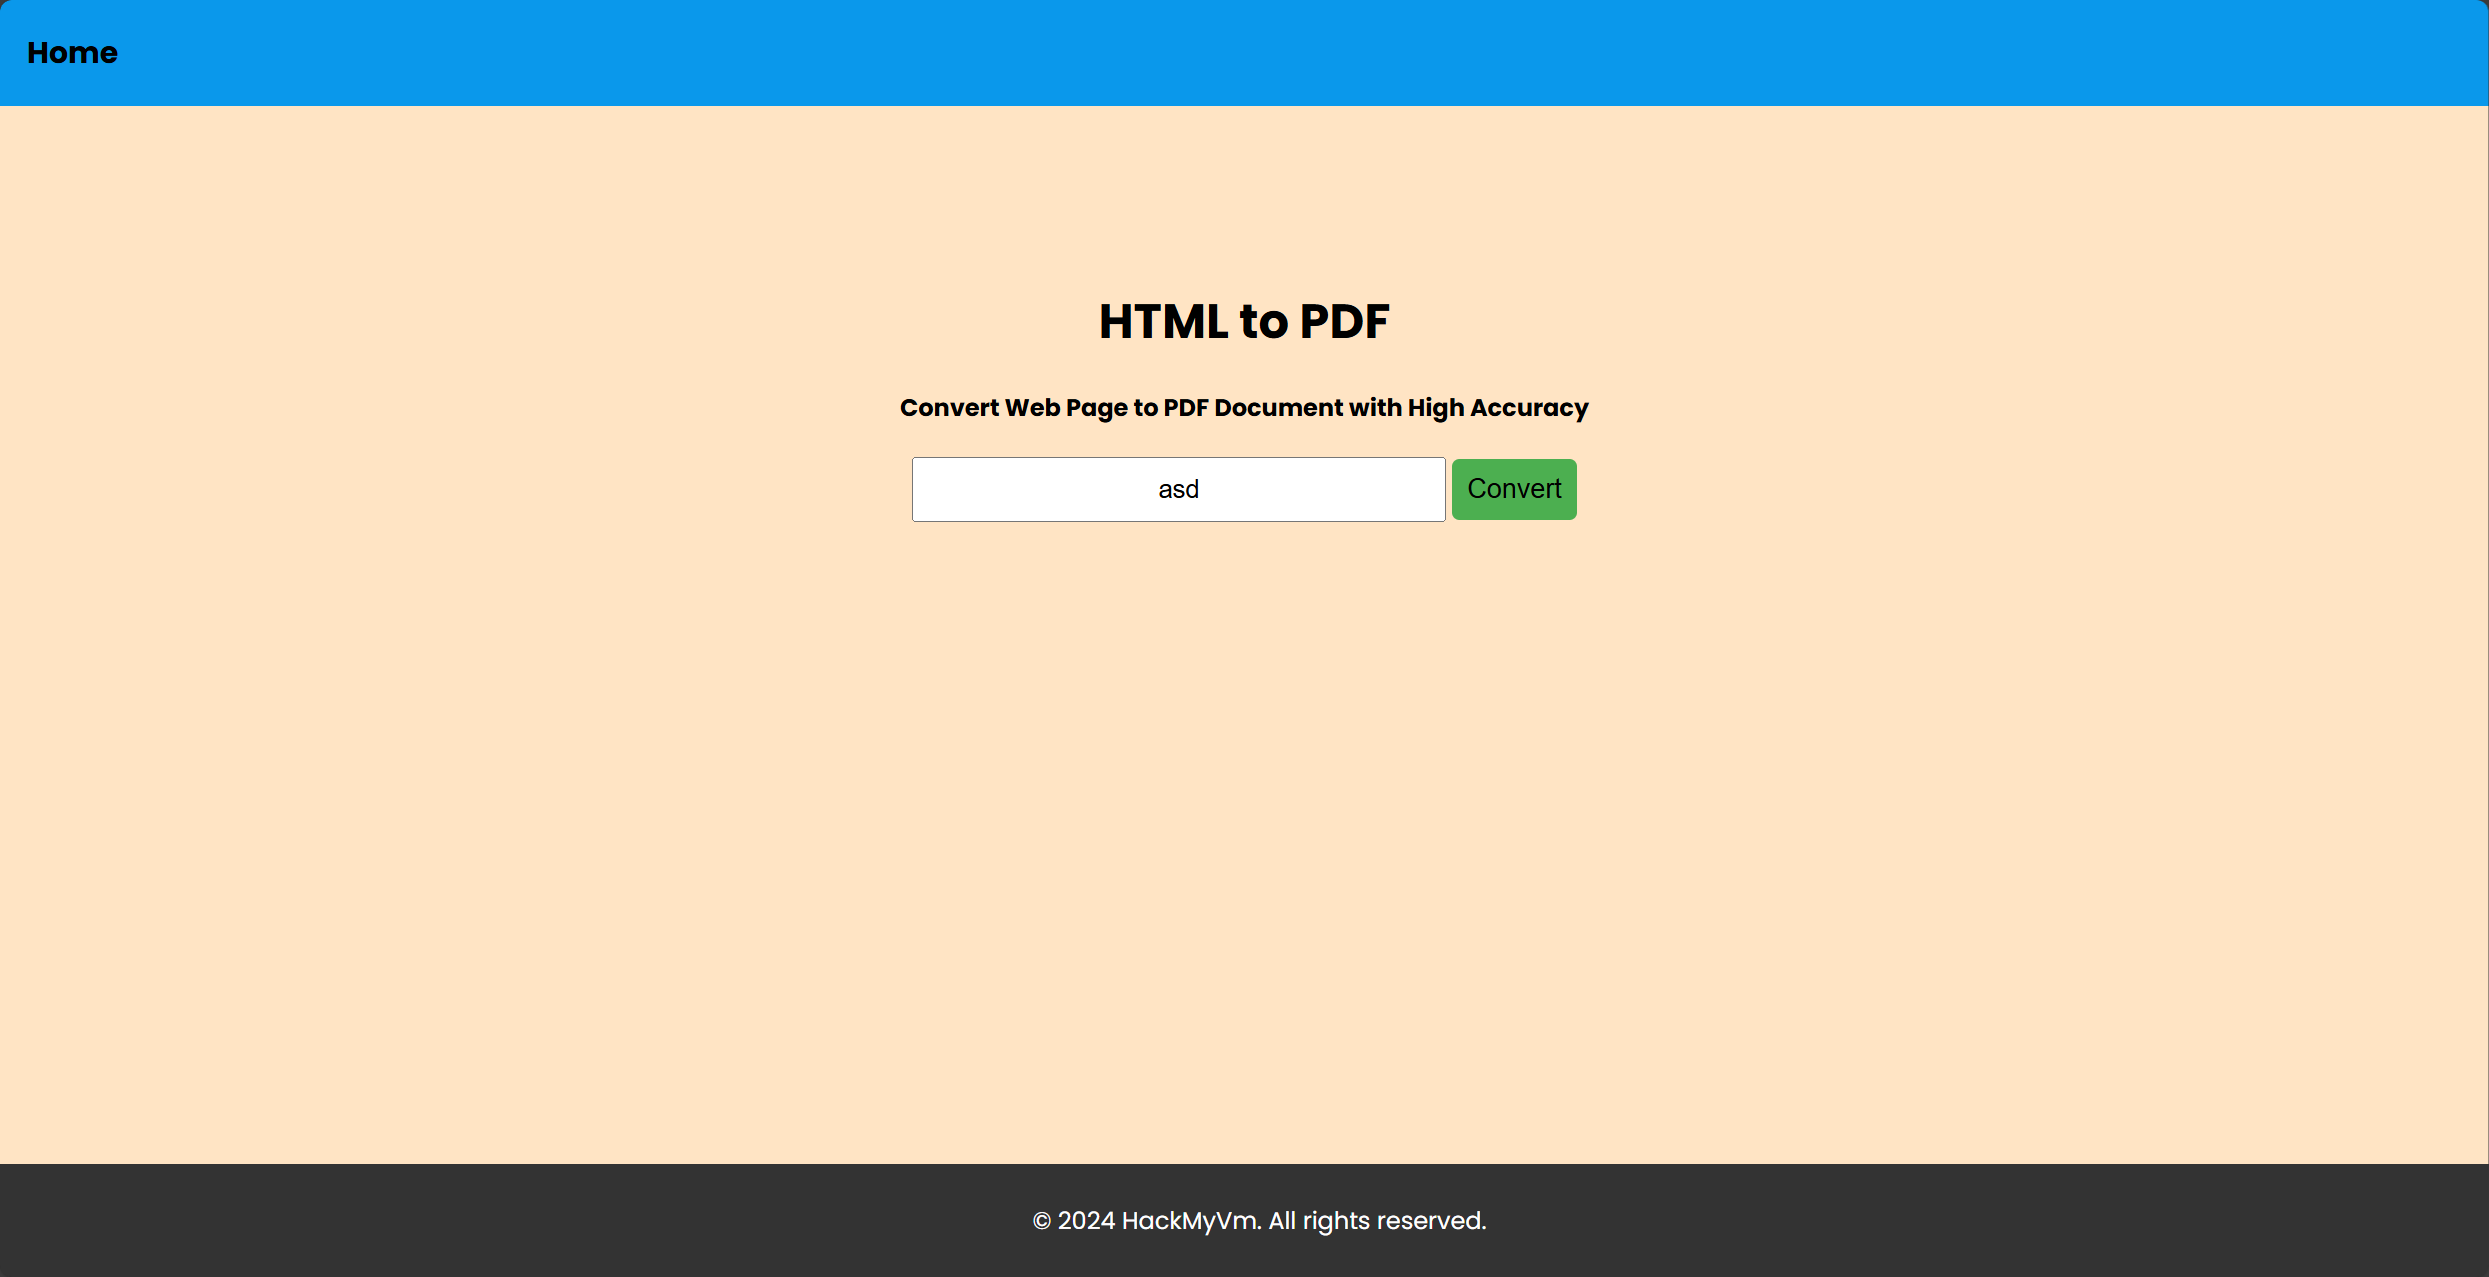 Home
HTML to PDF
Convert Web Page to PDF Document with High Accuracy
asd
Convert
© 2024 HackMyVm. All rights reserved.